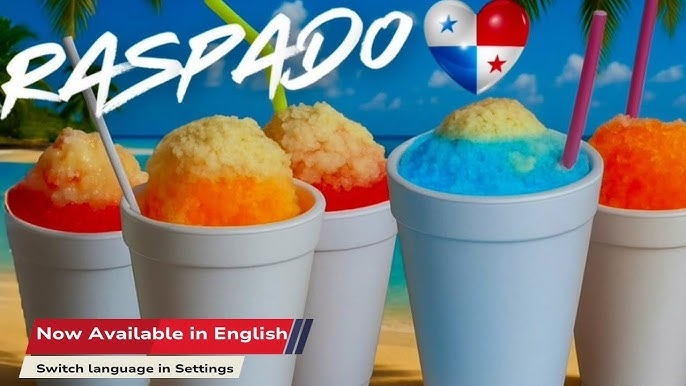 RASPADO
Now Available in English
Switch language in Settings